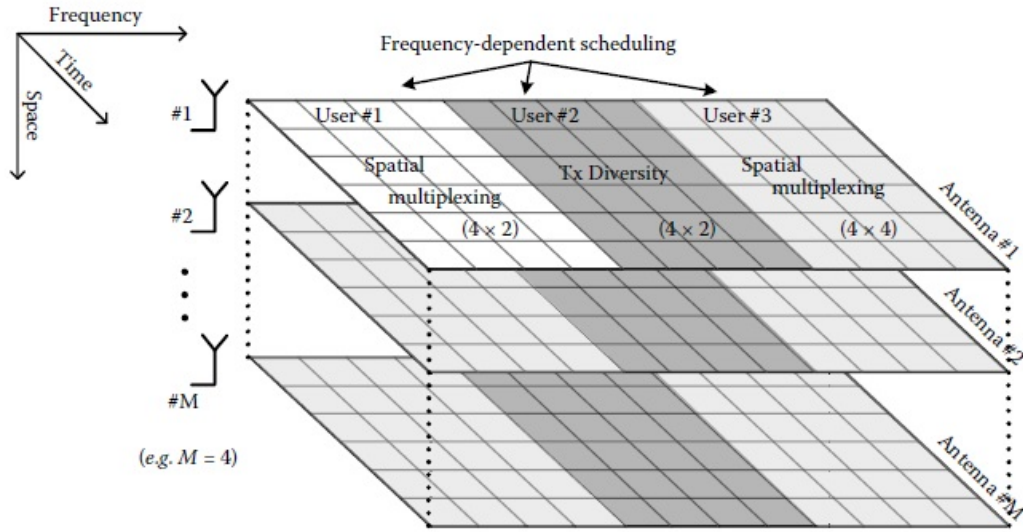 Frequency
Time
Space
Frequency-dependent scheduling
#1
User #1
User #2
User #3
Spatial
multiplexing
(4 × 2)
Tx Diversity
(4 × 2)
Spatial
multiplexing
(4 × 4)
Antenna #1
#2
Antenna #2
#M
Antenna #M
(e.g. M = 4)